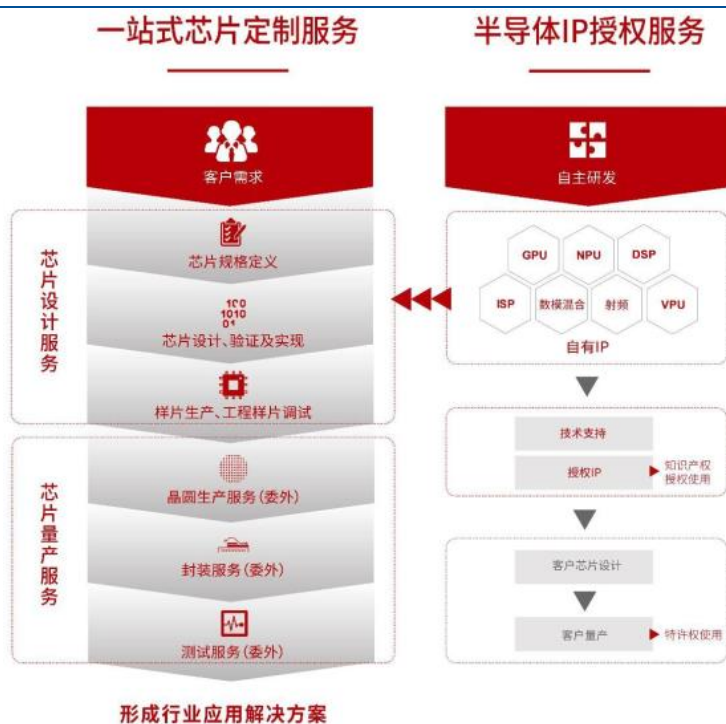 一站式芯片定制服务
客户需求
芯片设计服务
芯片规格定义
100
1010
01
芯片设计、验证及实现
样片生产、工程样片调试
芯片量产服务
晶圆生产服务(委外)
封装服务(委外)
测试服务(委外)
形成行业应用解决方案
半导体IP授权服务
自主研发
GPU
NPU
DSP
ISP
数模混合
射频
VPU
自有IP
技术支持
授权IP
知识产权
授权使用
客户芯片设计
客户量产
特许权使用